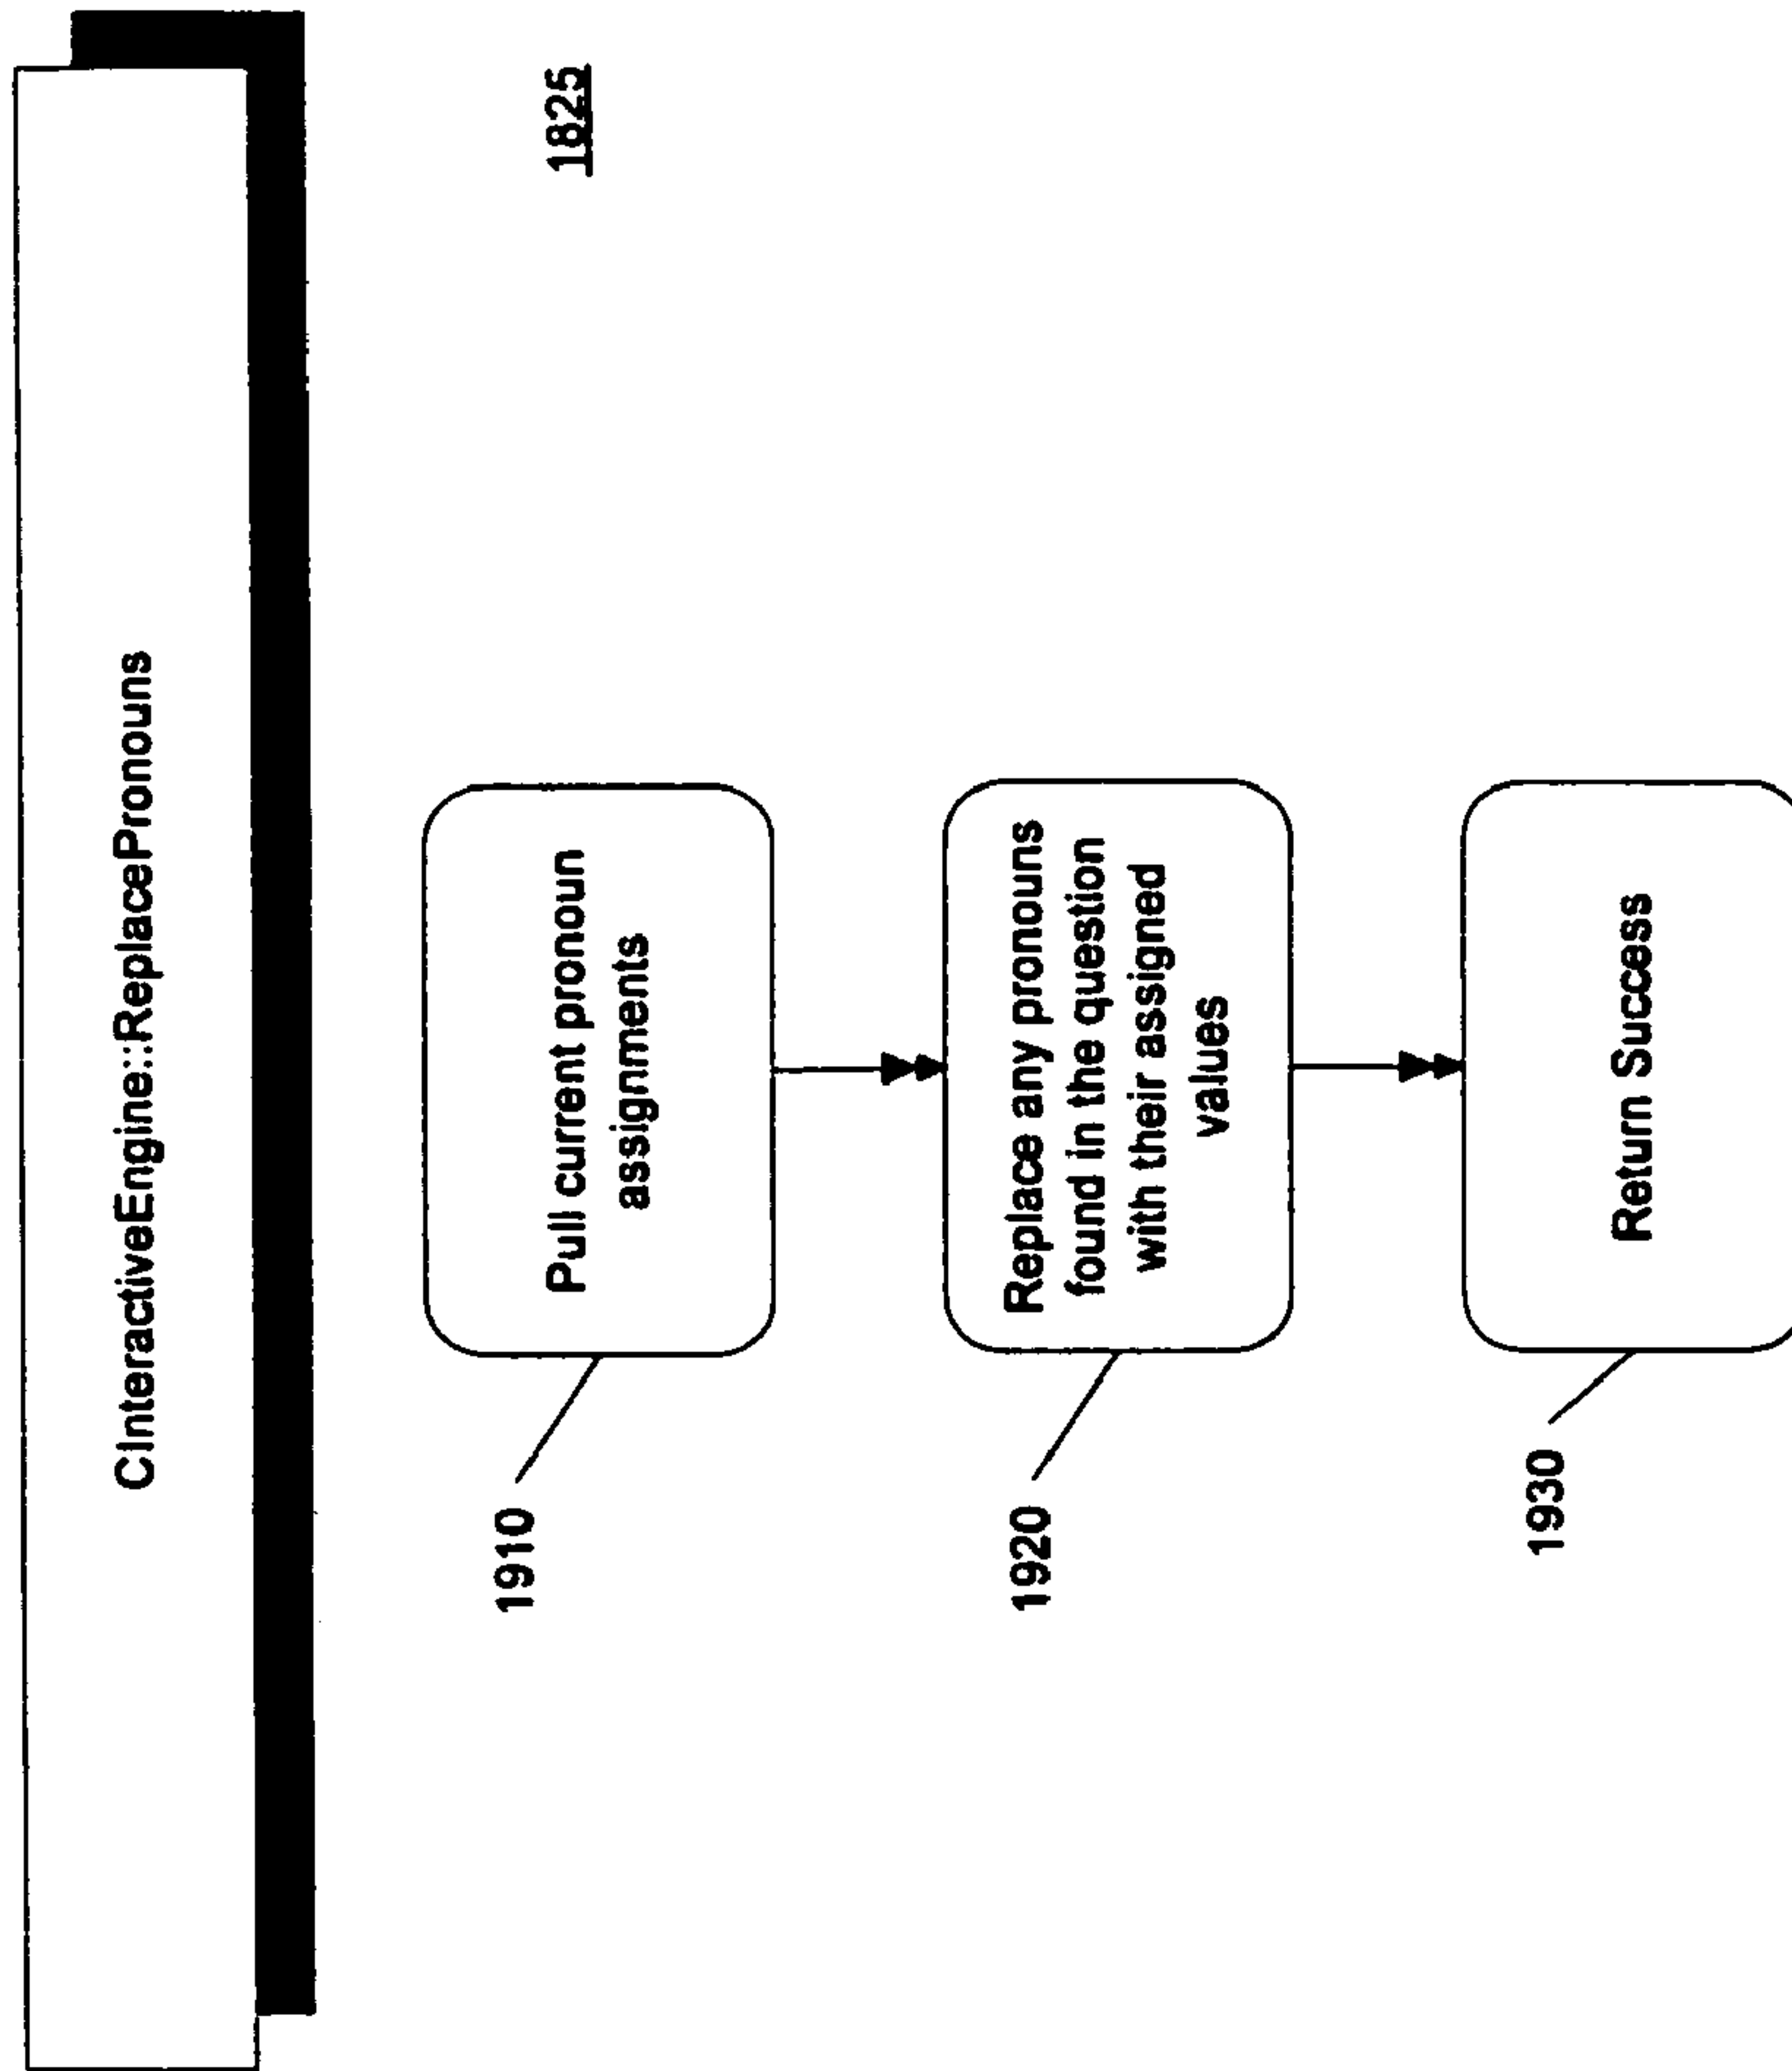 CInteractiveEngine::ReplacePronouns
1825
Pull current pronoun
assignments
1910
Replace any pronouns
found in the question
with their assigned
values
1920
Return Success
1930